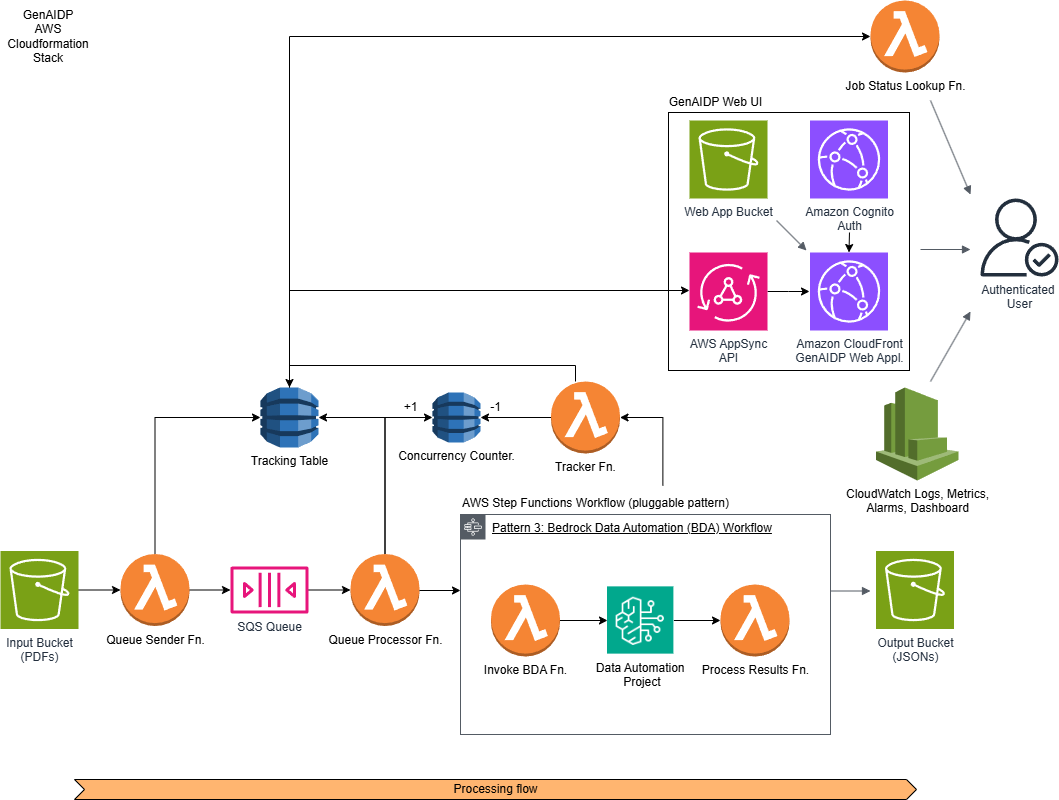 GenAIDP
AWS
Cloudformation
Stack
Job Status Lookup Fn.
GenAIDP Web UI
Web App Bucket
Amazon Cognito
Auth
AWS AppSync
API
Amazon CloudFront
GenAIDP Web Appl.
Authenticated
User
+1
-1
Tracking Table
Concurrency Counter.
Tracker Fn.
CloudWatch Logs, Metrics,
Alarms, Dashboard
AWS Step Functions Workflow (pluggable pattern)
Pattern 3: Bedrock Data Automation (BDA) Workflow
Input Bucket
(PDFs)
Queue Sender Fn.
SQS Queue
Queue Processor Fn.
Invoke BDA Fn.
Data Automation
Project
Process Results Fn.
Output Bucket
(JSONs)
Processing flow